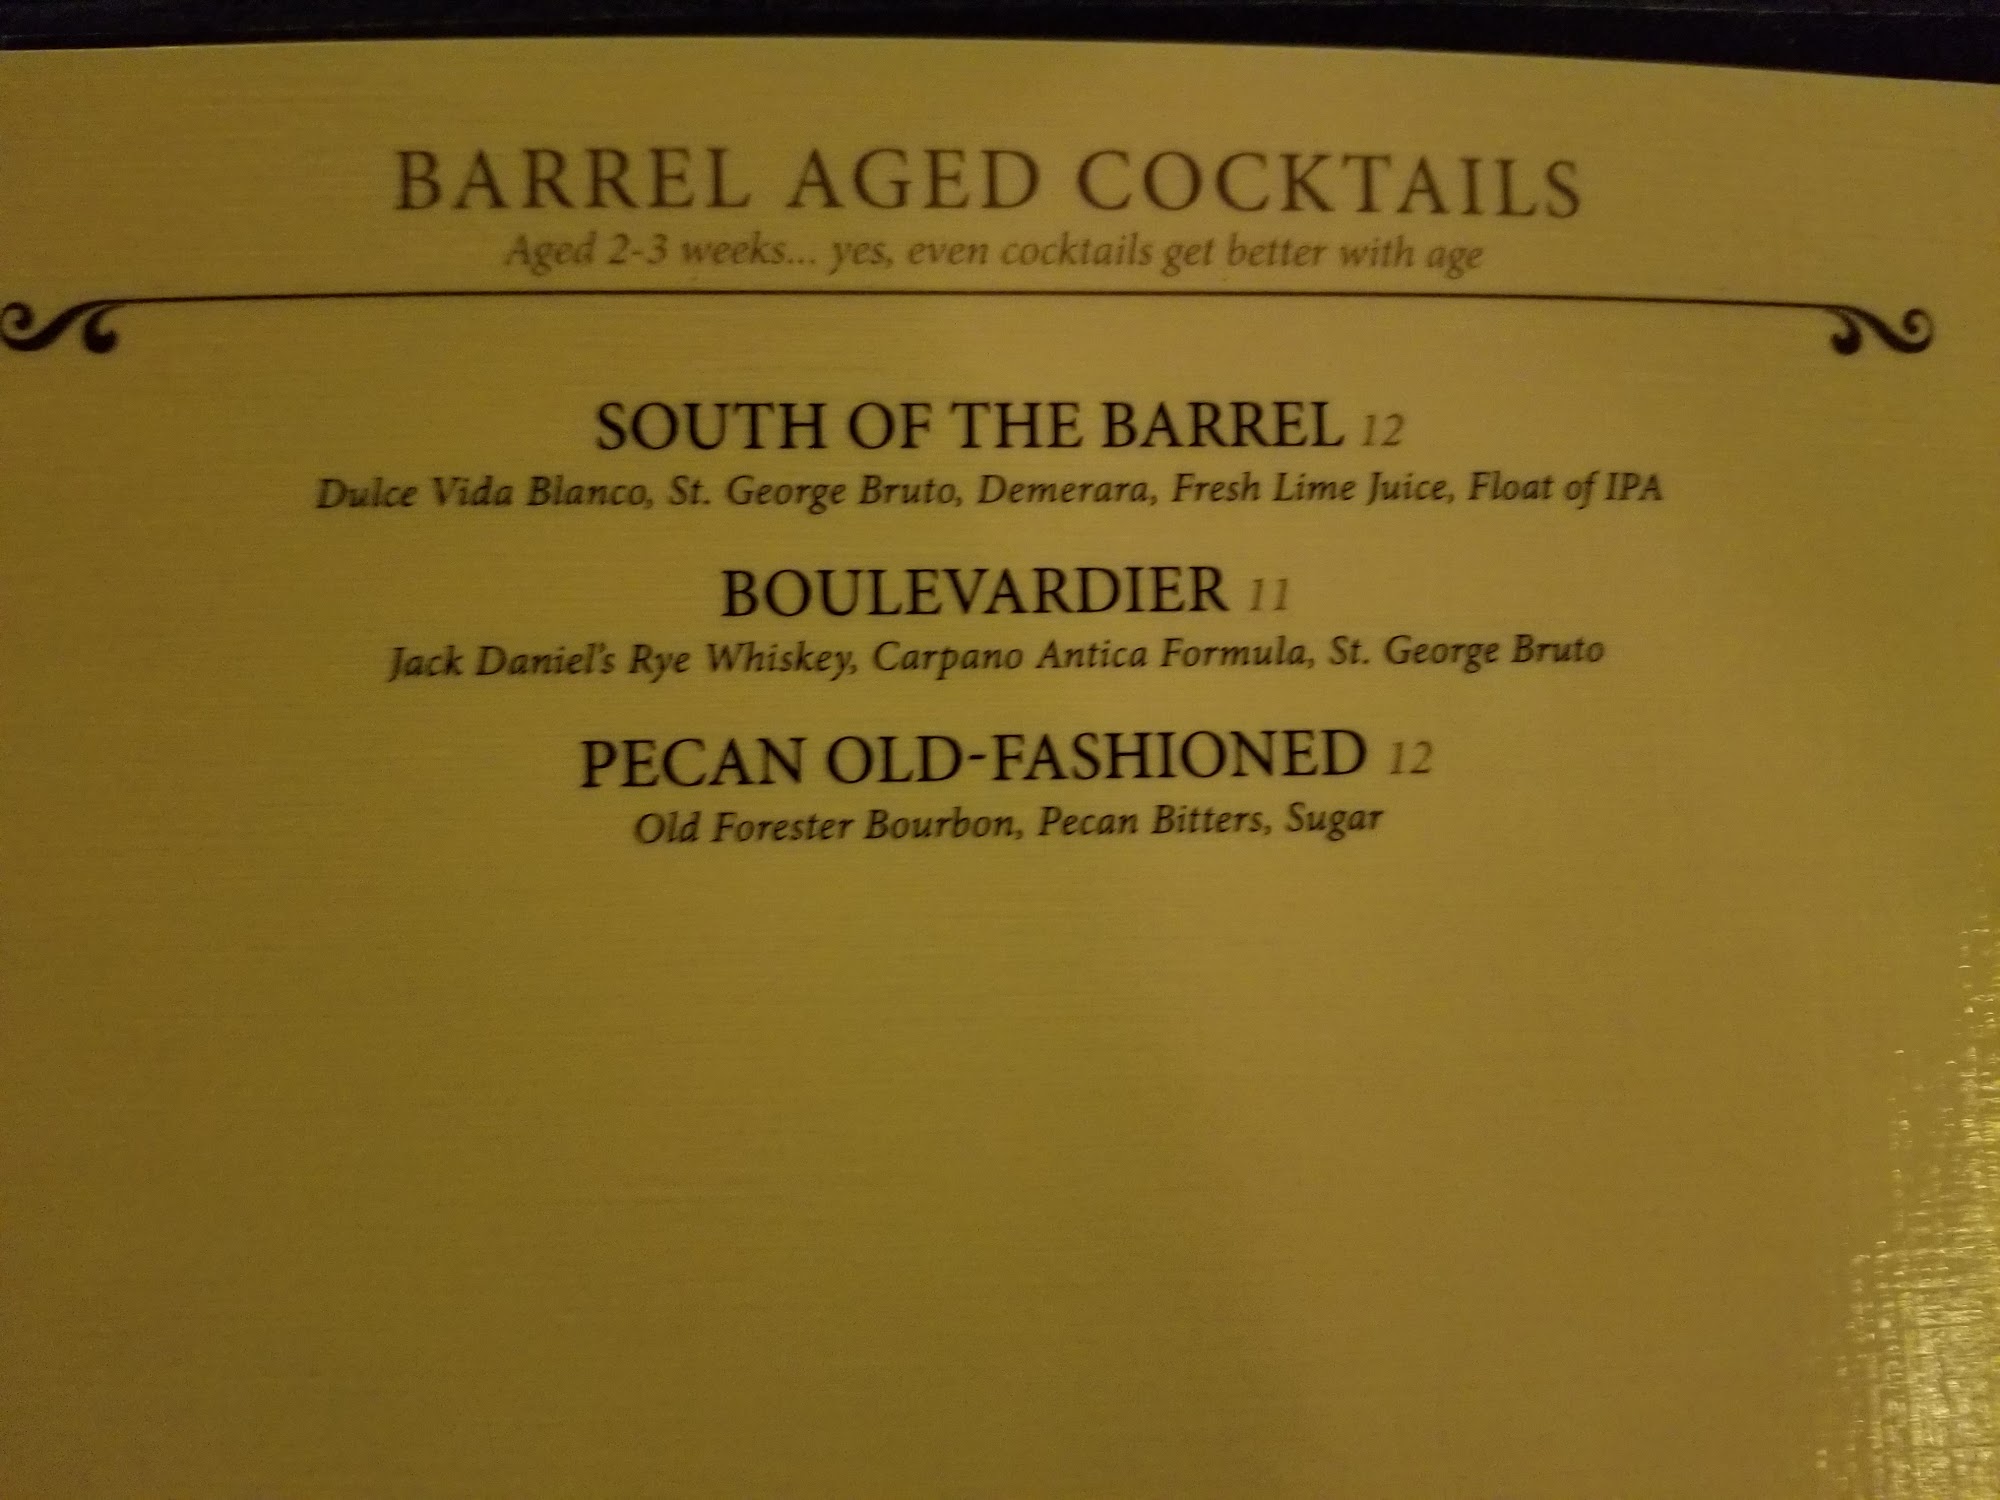 BARREL AGED COCKTAILS
Aged 2-3 weeks... yes, even cocktails get better with age
SOUTH OF THE BARREL 12
Dulce Vida Blanco, St. George Bruto, Demerara, Fresh Lime Juice, Float of IPA
BOULEVARDIER 11
Jack Daniel's Rye Whiskey, Carpano Antica Formula, St. George Bruto
PECAN OLD-FASHIONED 12
Old Forester Bourbon, Pecan Bitters, Sugar